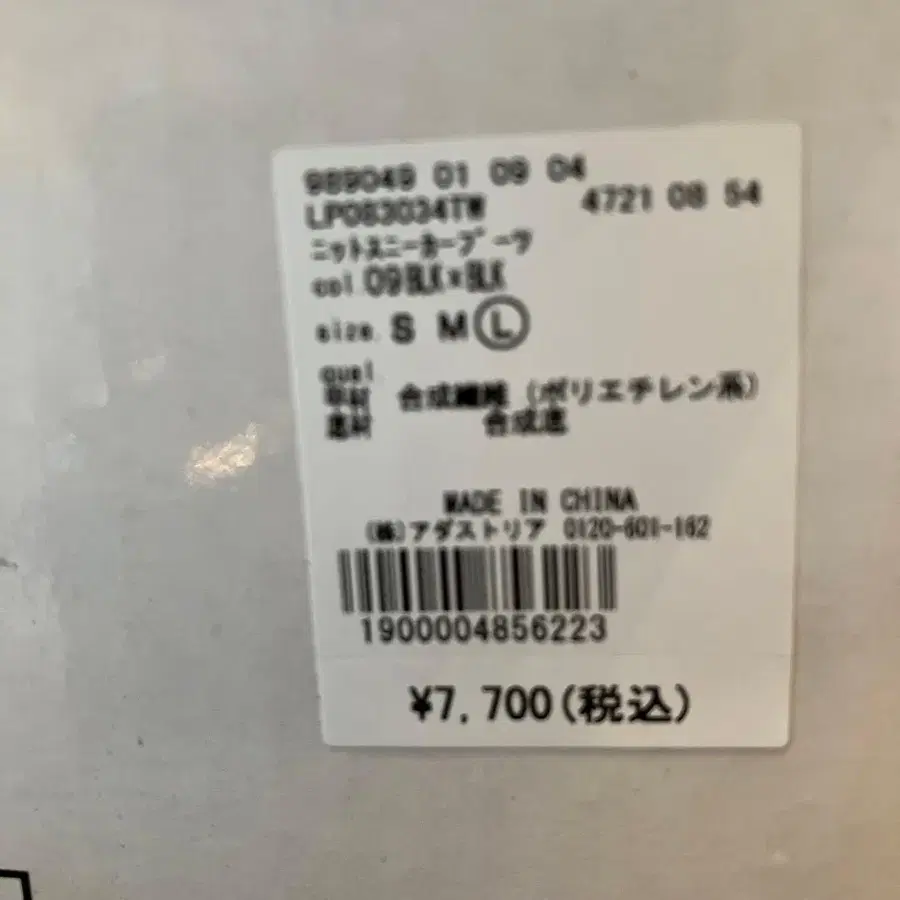 989049 01 09 04
LP083034TW 4721 08 54
ニットスニーカーブーツ
col. 09BLK×BLK
size. S M L
qual
甲材 合成繊維 (ポリエチレン系)
底材 合成底
MADE IN CHINA
(株)アダストリア 0120-601-162
1900004856223
¥7,700(税込)